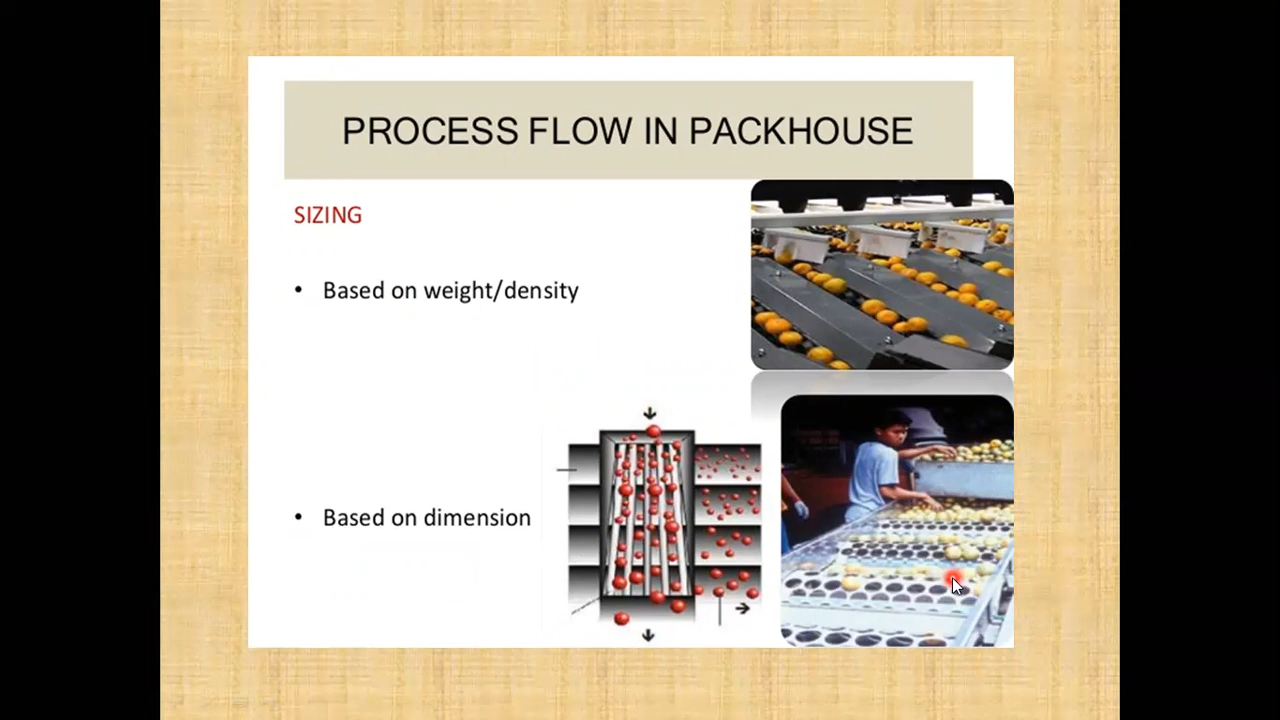 PROCESS FLOW IN PACKHOUSE
SIZING
• Based on weight/density
• Based on dimension